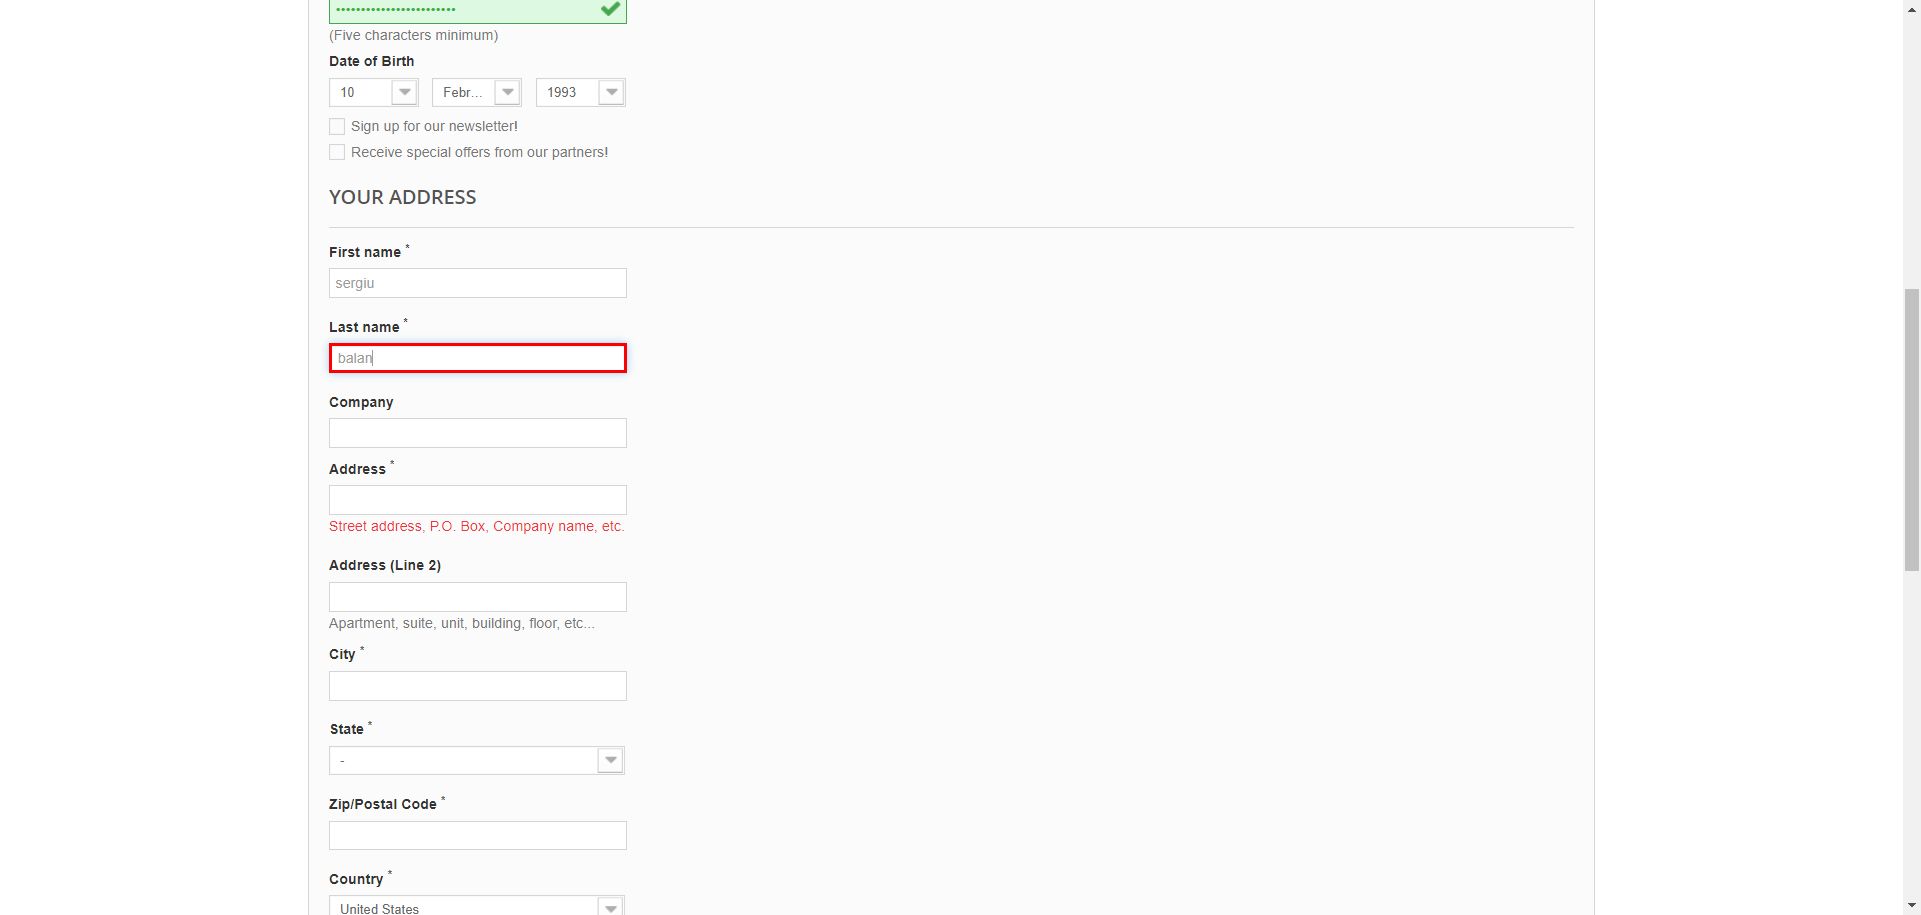 (Five characters minimum)
Date of Birth
10 Febr... 1993
Sign up for our newsletter!
Receive special offers from our partners!
YOUR ADDRESS
First name *
sergiu
Last name *
balan
Company
Address *
Street address, P.O. Box, Company name, etc.
Address (Line 2)
Apartment, suite, unit, building, floor, etc...
City *
State *
-
Zip/Postal Code *
Country *
United States